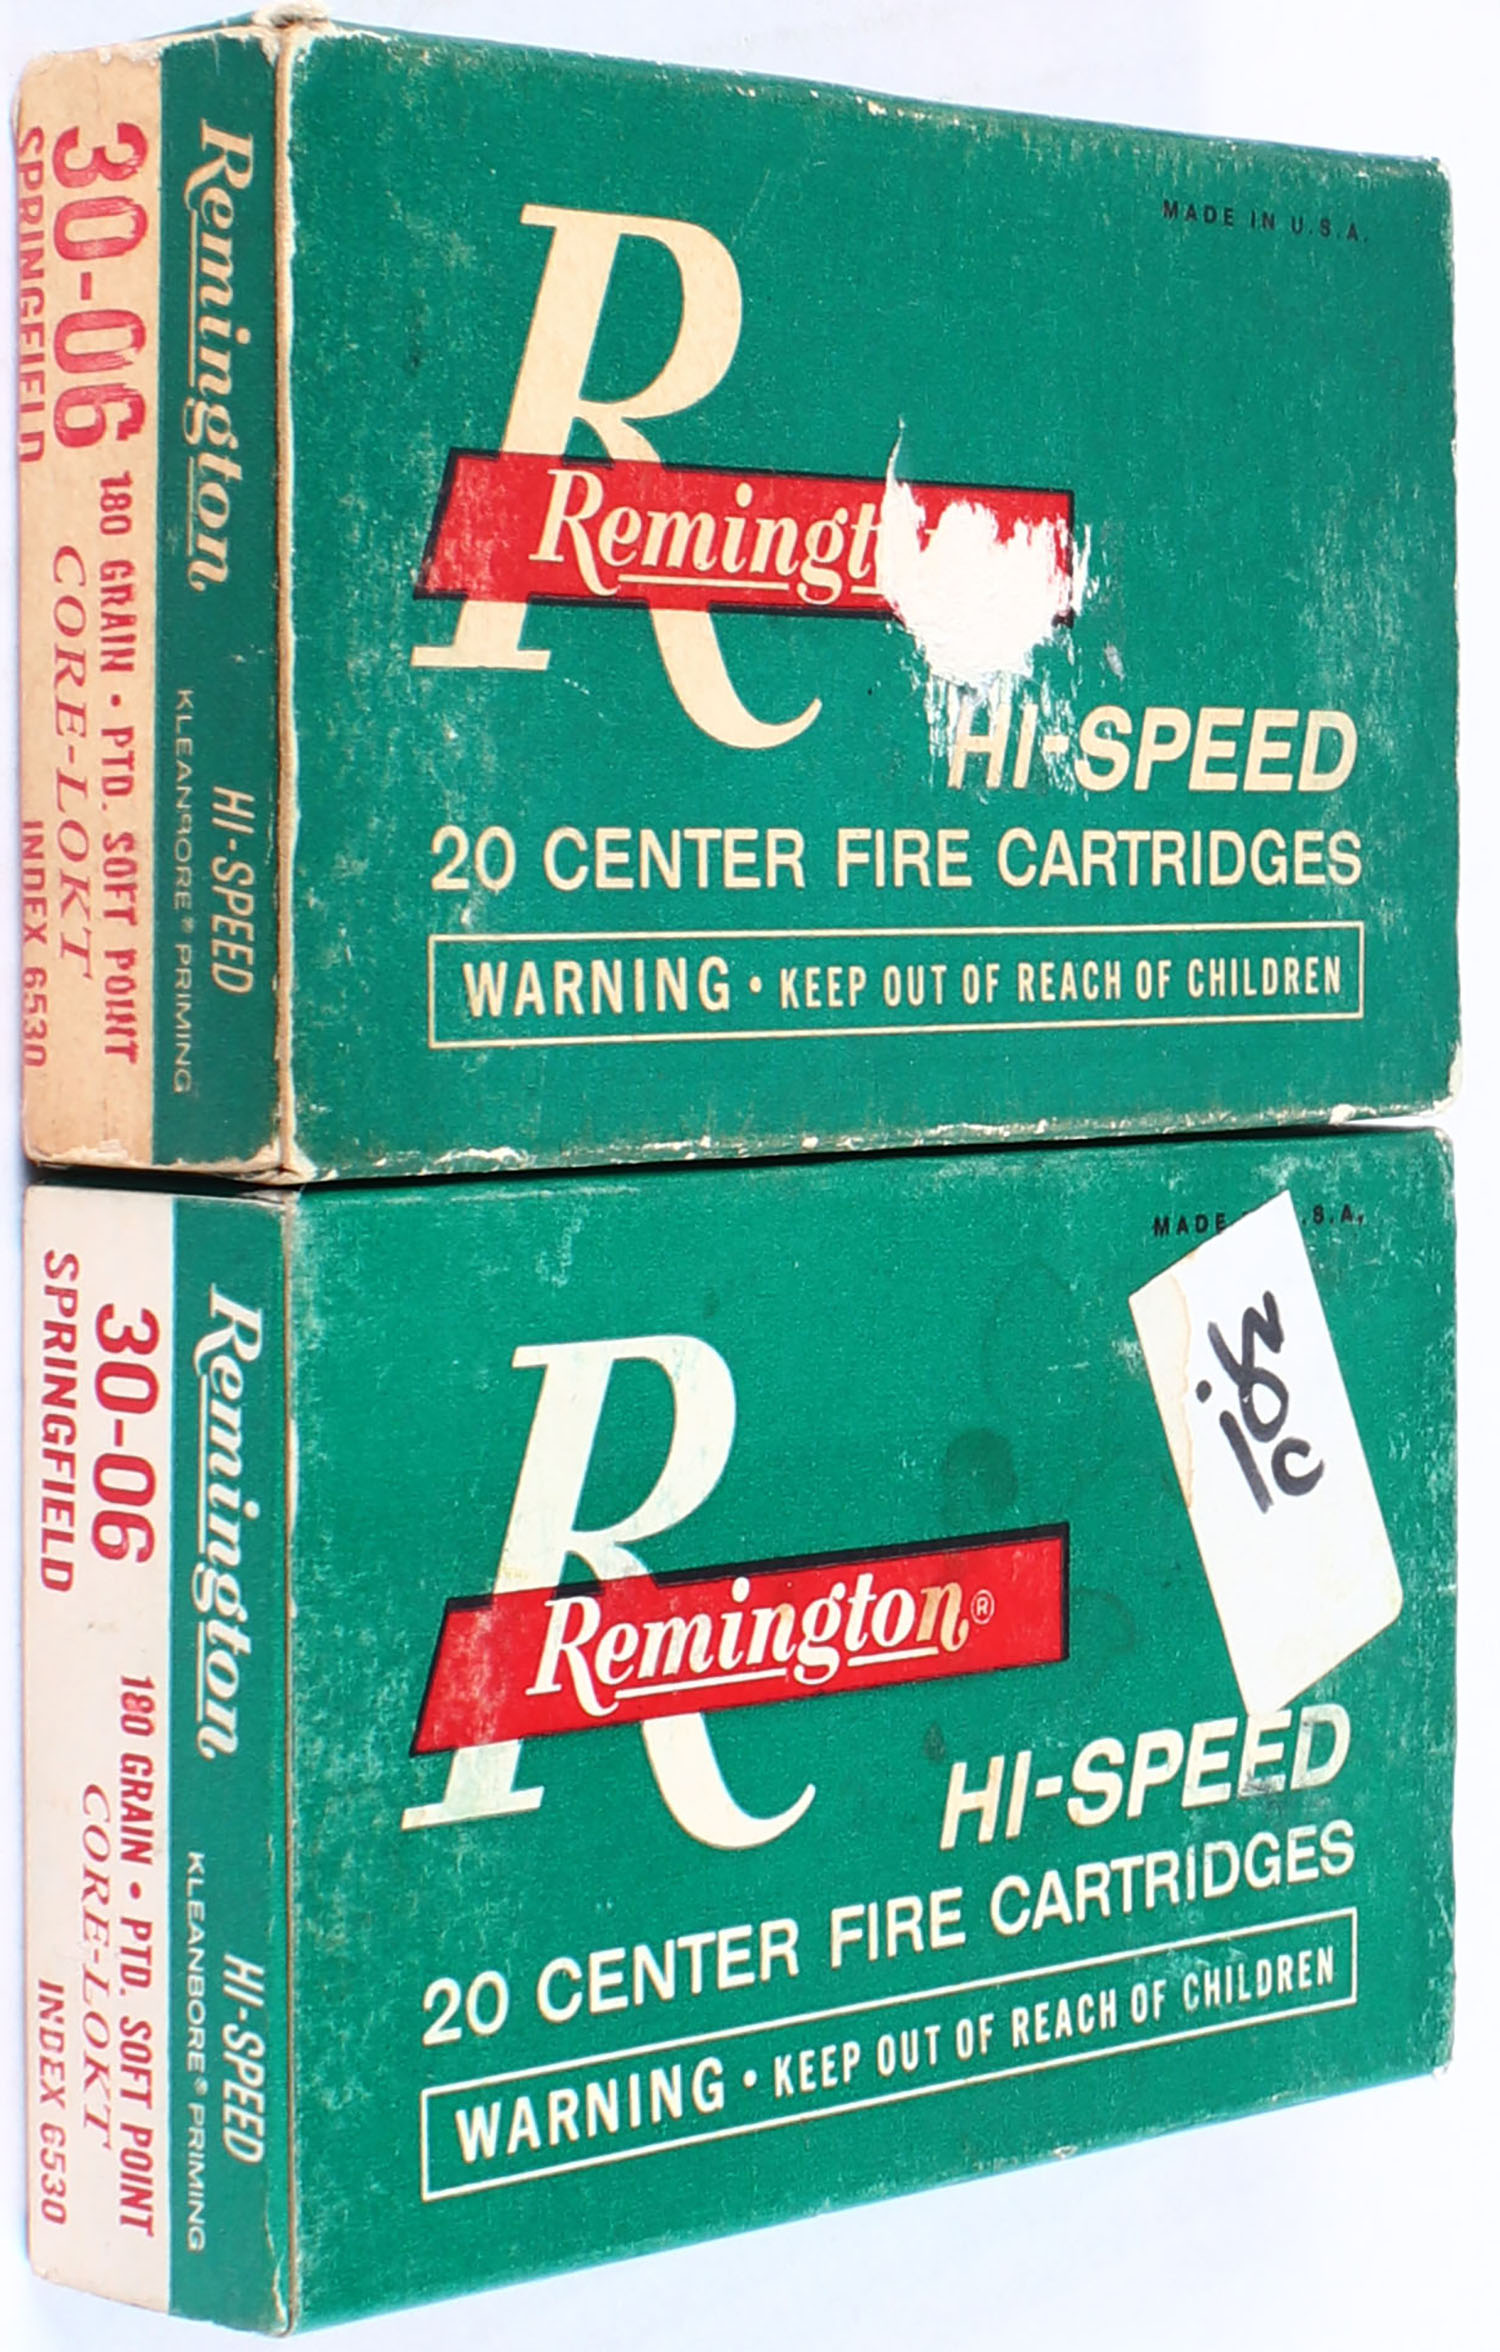 MADE IN U.S.A.
Remingt
HI-SPEED
20 CENTER FIRE CARTRIDGES
WARNING • KEEP OUT OF REACH OF CHILDREN
Remington
HI-SPEED
KLEANBORE® PRIMING
30-06
SPRINGFIELD
180 GRAIN • PTD. SOFT POINT
CORE-LOKT
INDEX 6530
MADE .S.A.
R
Remington®
HI-SPEED
20 CENTER FIRE CARTRIDGES
WARNING • KEEP OUT OF REACH OF CHILDREN
Remington
HI-SPEED
KLEANBORE® PRIMING
30-06
SPRINGFIELD
180 GRAIN • PTD. SOFT POINT
CORE-LOKT
INDEX 6530